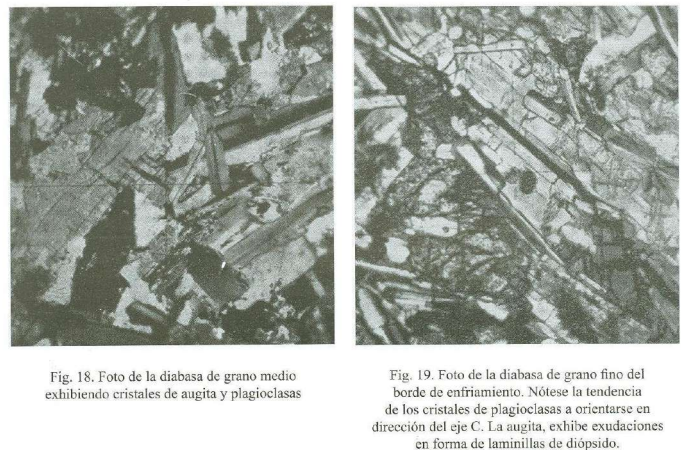 Fig. 18. Foto de la diabasa de grano medio
exhibiendo cristales de augita y plagioclasas
Fig. 19. Foto de la diabasa de grano fino del
borde de enfriamiento. Nótese la tendencia
de los cristales de plagioclasas a orientarse en
dirección del eje C. La augita, exhibe exudaciones
en forma de laminillas de diópsido.